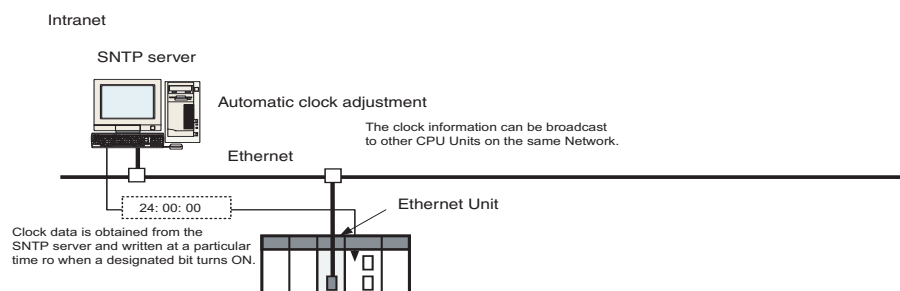 Intranet
SNTP server
Automatic clock adjustment
The clock information can be broadcast
to other CPU Units on the same Network.
Ethernet
24: 00: 00
Ethernet Unit
Clock data is obtained from the
SNTP server and written at a particular
time ro when a designated bit turns ON.